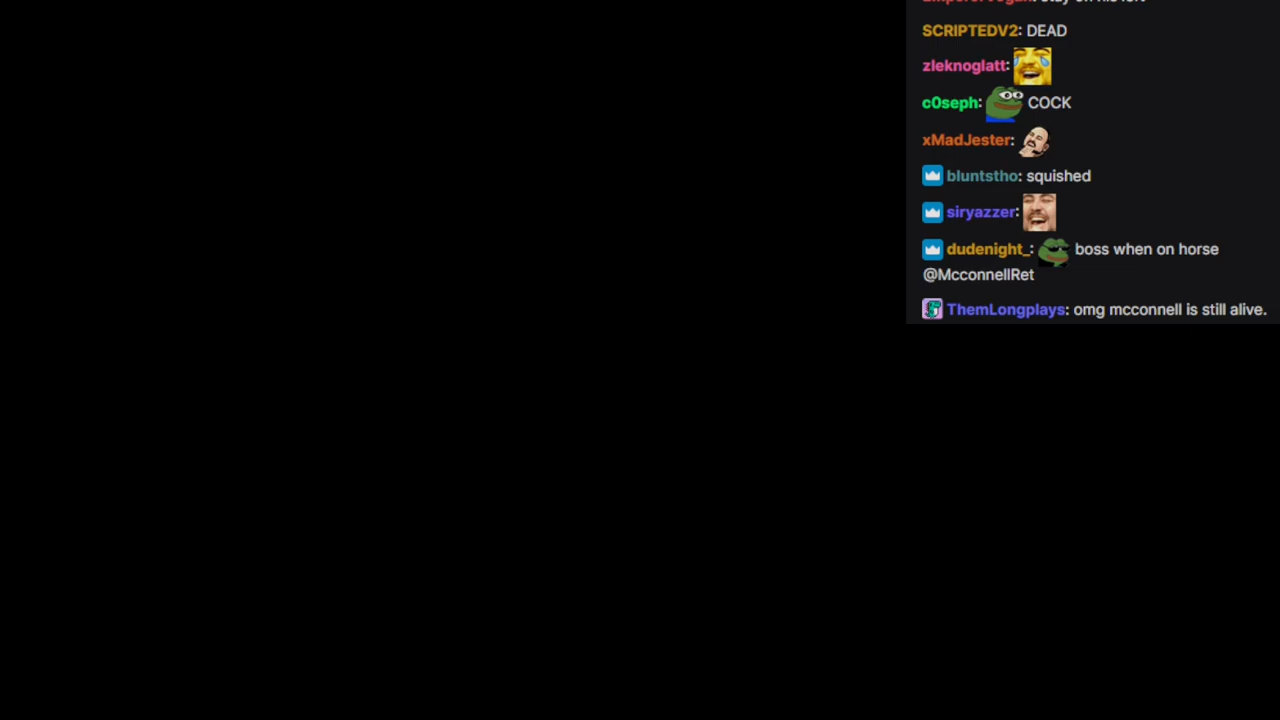 SCRIPTEDV2: DEAD
zleknoglatt:
c0seph: COCK
xMadJester:
bluntstho: squished
siryazzer:
dudenight_: boss when on horse
@McconnellRet
ThemLongplays: omg mcconnell is still alive.